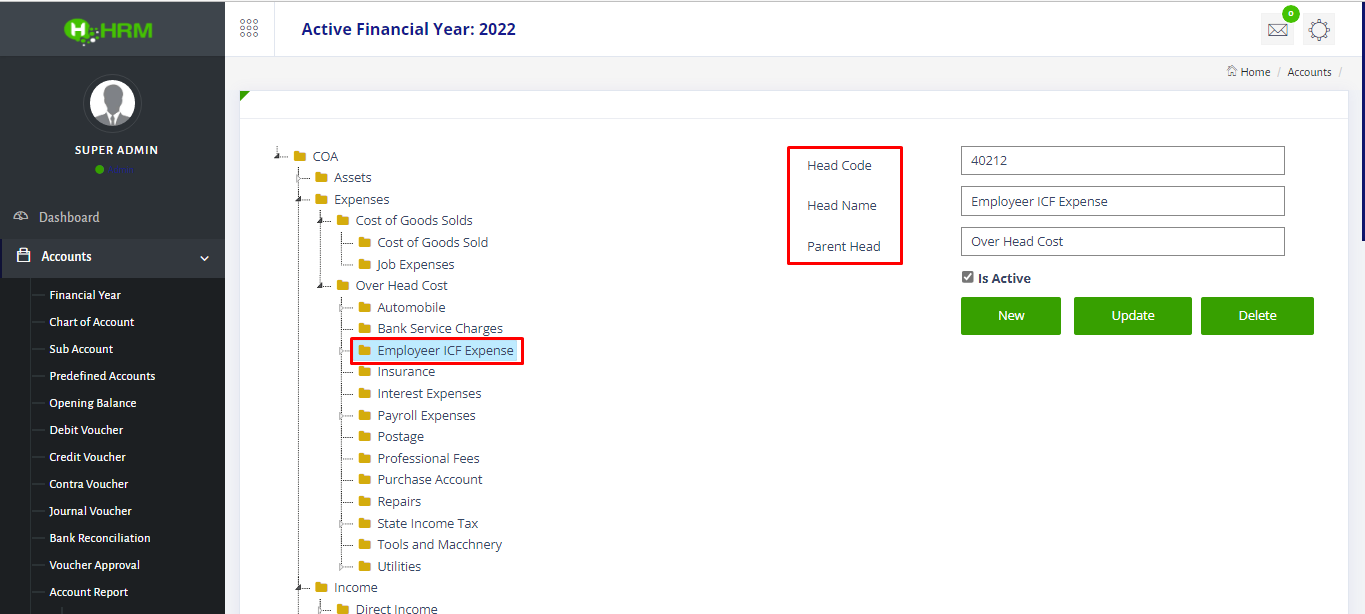 HRM
Active Financial Year: 2022
0
Home / Accounts /
SUPER ADMIN
Dashboard
Accounts
Financial Year
Chart of Account
Sub Account
Predefined Accounts
Opening Balance
Debit Voucher
Credit Voucher
Contra Voucher
Journal Voucher
Bank Reconciliation
Voucher Approval
Account Report
COA
Assets
Expenses
Cost of Goods Solds
Cost of Goods Sold
Job Expenses
Over Head Cost
Automobile
Bank Service Charges
Employeer ICF Expense
Insurance
Interest Expenses
Payroll Expenses
Postage
Professional Fees
Purchase Account
Repairs
State Income Tax
Tools and Macchnery
Utilities
Income
Direct Income
Head Code 40212
Head Name Employeer ICF Expense
Parent Head Over Head Cost
Is Active
New Update Delete